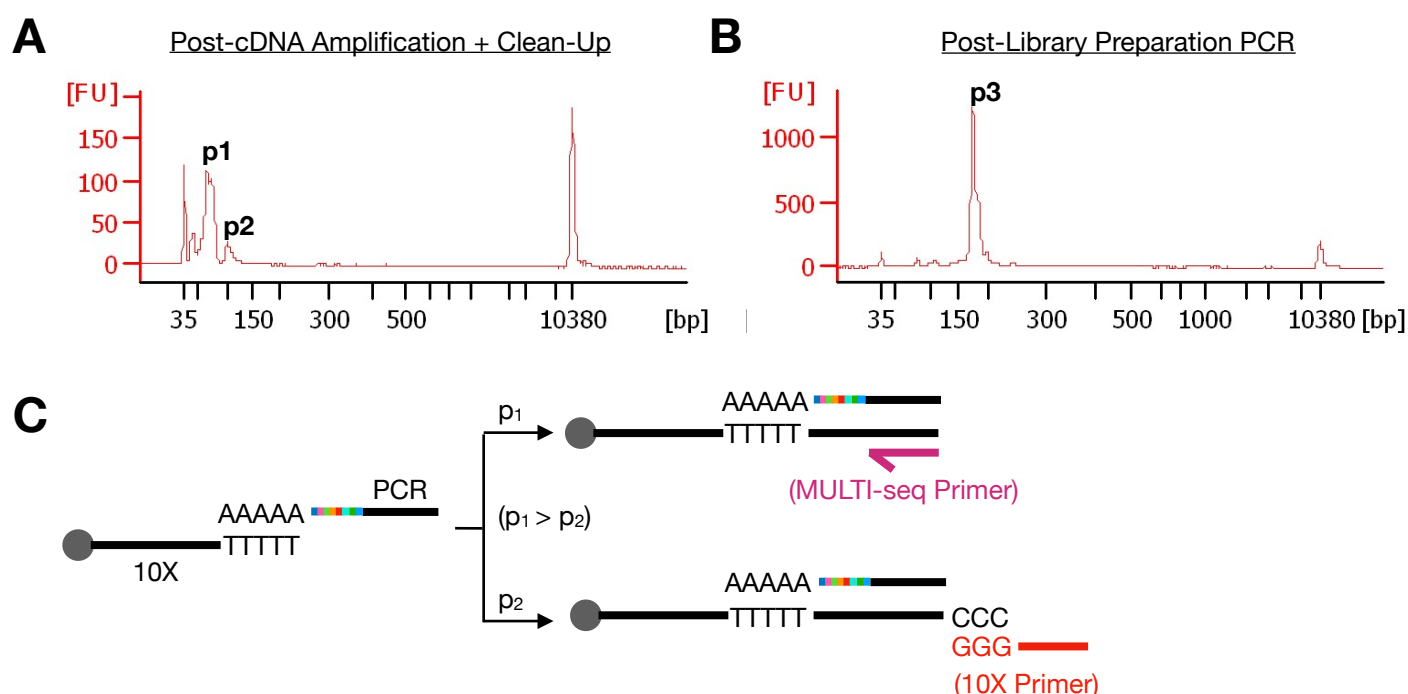 A
Post-cDNA Amplification + Clean-Up
[FU]
150
100
50
0
p1
p2
35 150 300 500 10380 [bp]
B
Post-Library Preparation PCR
[FU]
1000
500
0
p3
35 150 300 500 1000 10380 [bp]
C
PCR
AAAAA
TTTTT
10X
p1
(p1 > p2)
p2
AAAAA
TTTTT
(MULTI-seq Primer)
AAAAA
TTTTT
CCC
GGG
(10X Primer)